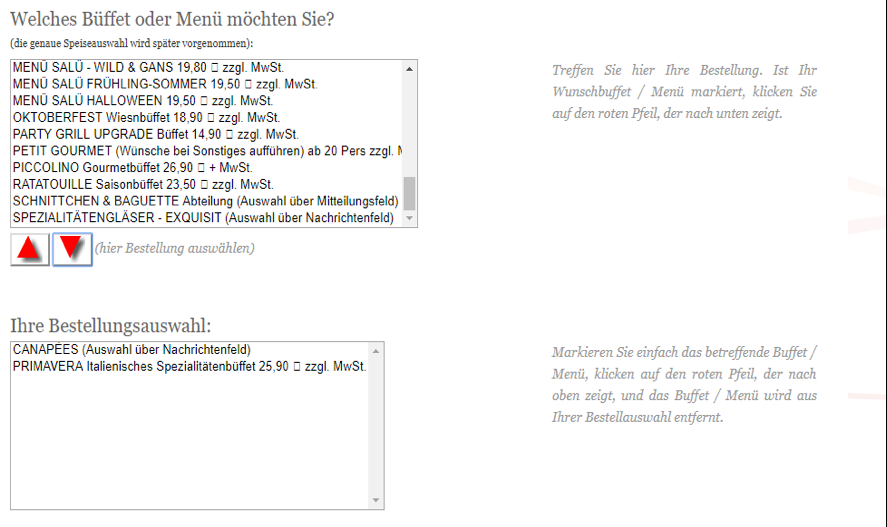 Welches Büffet oder Menü möchten Sie?
(die genaue Speiseauswahl wird später vorgenommen):
MENÜ SALÜ - WILD & GANS 19,80 □ zzgl. MwSt.
MENÜ SALÜ FRÜHLING-SOMMER 19,50 □ zzgl. MwSt.
MENÜ SALÜ HALLOWEEN 19,50 □ zzgl. MwSt.
OKTOBERFEST Wiesnbüffet 18,90 □ zzgl. MwSt.
PARTY GRILL UPGRADE Büffet 14,90 □ zzgl. MwSt.
PETIT GOURMET (Wünsche bei Sonstiges aufführen) ab 20 Pers zzgl. M
PICCOLINO Gourmetbüffet 26,90 □ + MwSt.
RATATOUILLE Saisonbüffet 23,50 □ zzgl. MwSt.
SCHNITTCHEN & BAGUETTE Abteilung (Auswahl über Mitteilungsfeld)
SPEZIALITÄTENGLÄSER - EXQUISIT (Auswahl über Nachrichtenfeld)
(hier Bestellung auswählen)
Treffen Sie hier Ihre Bestellung. Ist Ihr
Wunschbuffet / Menü markiert, klicken Sie
auf den roten Pfeil, der nach unten zeigt.
Ihre Bestellungsauswahl:
CANAPÉES (Auswahl über Nachrichtenfeld)
PRIMAVERA Italienisches Spezialitätenbüffet 25,90 □ zzgl. MwSt.
Markieren Sie einfach das betreffende Buffet /
Menü, klicken auf den roten Pfeil, der nach
oben zeigt, und das Buffet / Menü wird aus
Ihrer Bestellauswahl entfernt.